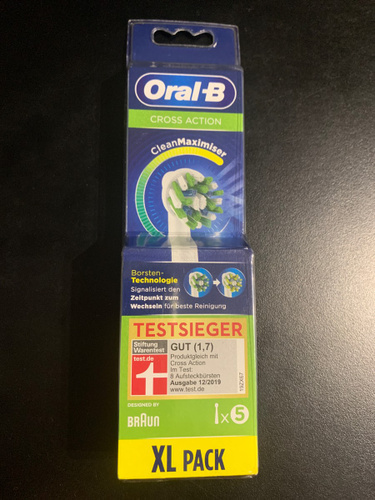 Oral-B
CROSS ACTION
CleanMaximiser
Borsten-
Technologie
Signalisiert den
Zeitpunkt zum
Wechseln für beste Reinigung
TESTSIEGER
Stiftung
Warentest
test.de
GUT (1,7)
Produktgleich mit
Cross Action
Im Test:
8 Aufsteckbürsten
Ausgabe 12/2019
www.test.de
19ZX67
DESIGNED BY
BRAUN
x 5
XL PACK